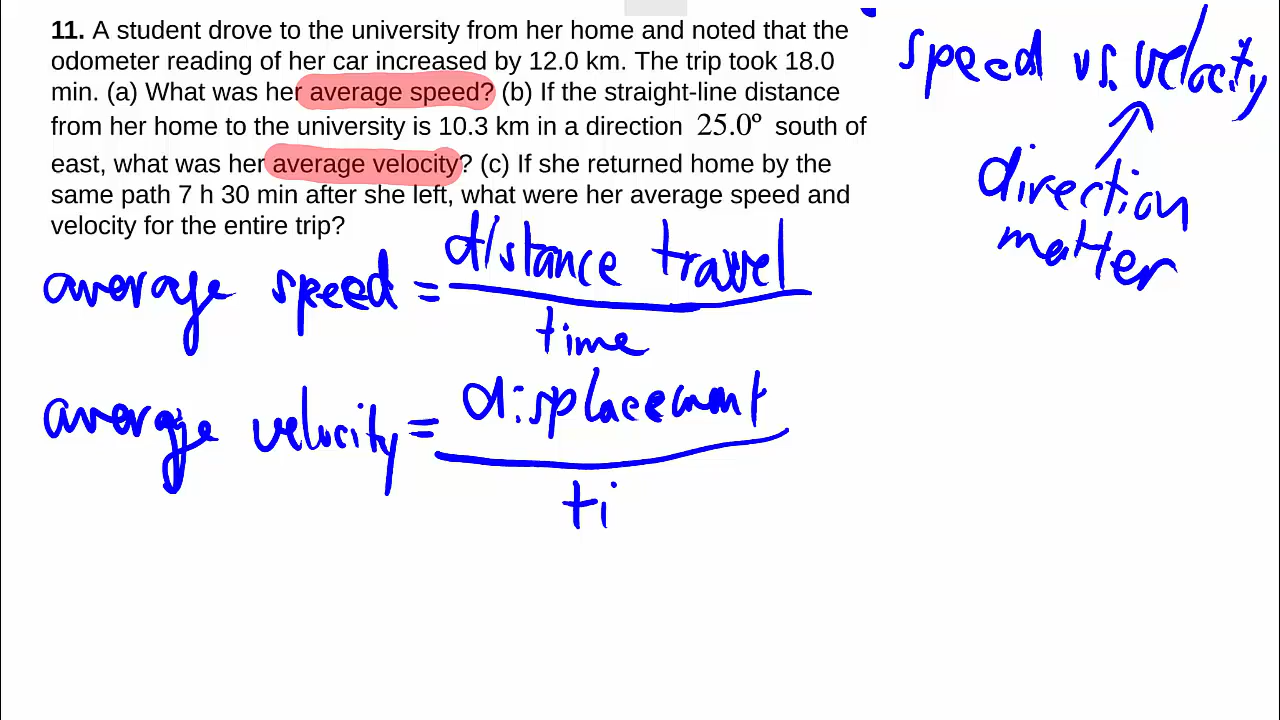 11. A student drove to the university from her home and noted that the
odometer reading of her car increased by 12.0 km. The trip took 18.0
min. (a) What was her average speed? (b) If the straight-line distance
from her home to the university is 10.3 km in a direction 25.0º south of
east, what was her average velocity? (c) If she returned home by the
same path 7 h 30 min after she left, what were her average speed and
velocity for the entire trip?
speed vs. velocity
direction
matter
average speed = distance travel
time
average velocity = displacement
ti